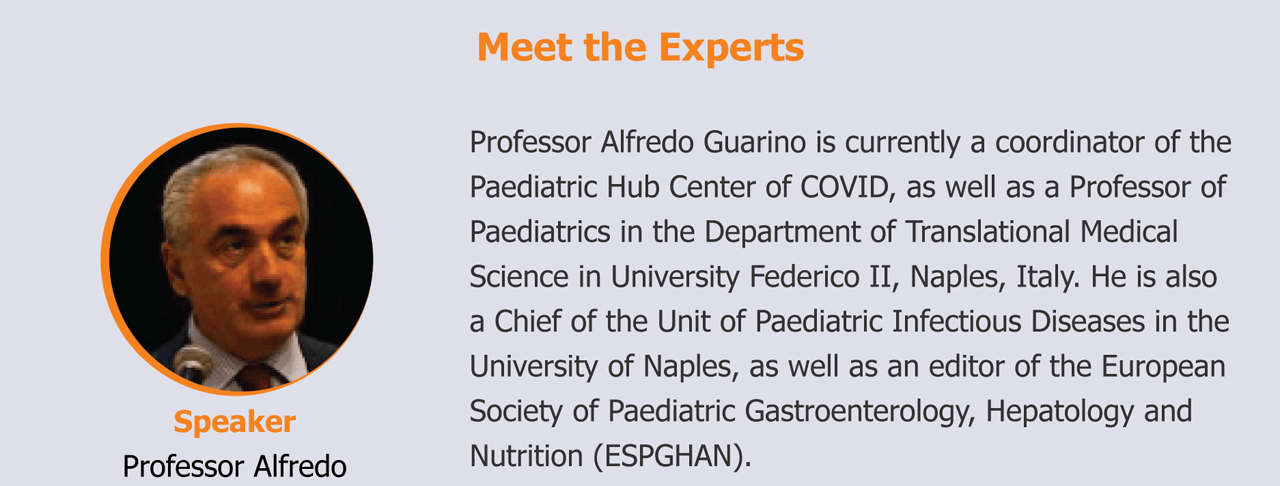 Meet the Experts
Professor Alfredo Guarino is currently a coordinator of the
Paediatric Hub Center of COVID, as well as a Professor of
Paediatrics in the Department of Translational Medical
Science in University Federico II, Naples, Italy. He is also
a Chief of the Unit of Paediatric Infectious Diseases in the
University of Naples, as well as an editor of the European
Society of Paediatric Gastroenterology, Hepatology and
Nutrition (ESPGHAN).
Speaker
Professor Alfredo